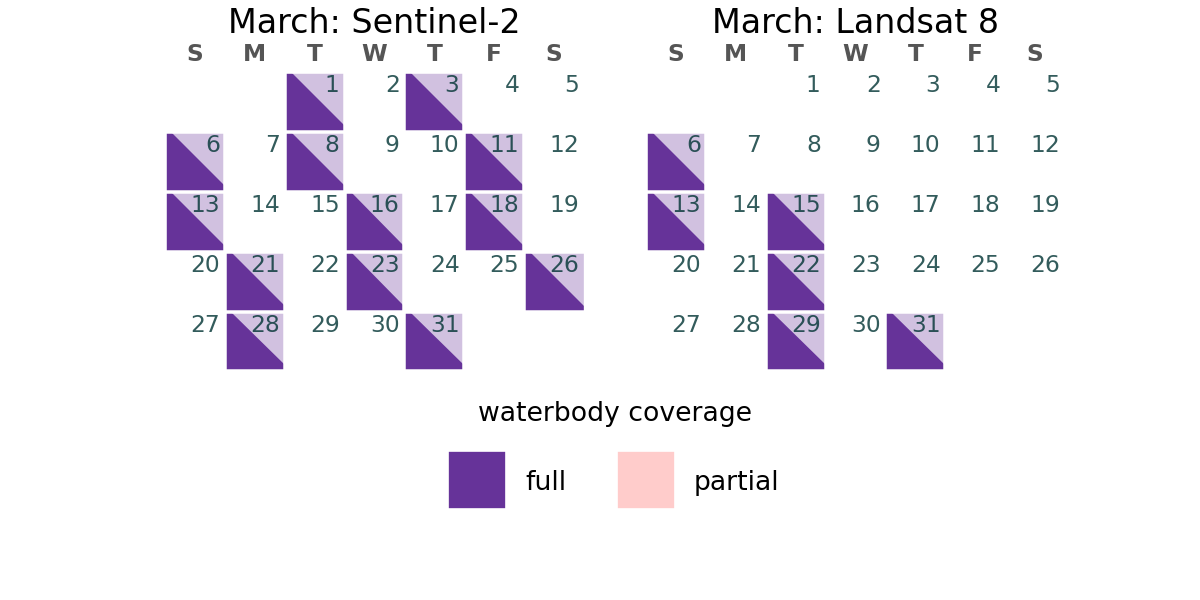 March: Sentinel-2
S M T W T F S
1 2 3 4 5
6 7 8 9 10 11 12
13 14 15 16 17 18 19
20 21 22 23 24 25 26
27 28 29 30 31
March: Landsat 8
S M T W T F S
1 2 3 4 5
6 7 8 9 10 11 12
13 14 15 16 17 18 19
20 21 22 23 24 25 26
27 28 29 30 31
waterbody coverage
full partial